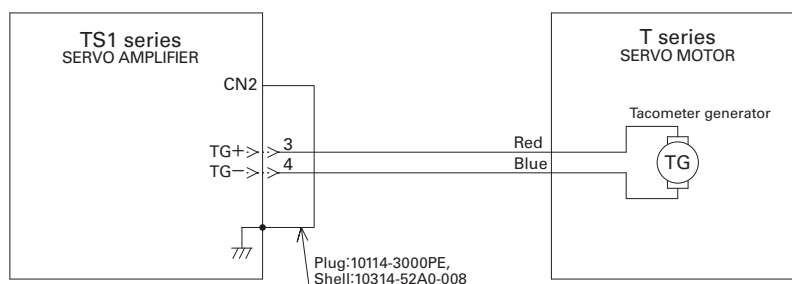 TS1 series
SERVO AMPLIFIER
T series
SERVO MOTOR
CN2
Tacometer generator
TG+
3
Red
TG−
4
Blue
TG
Plug:10114-3000PE,
Shell:10314-52A0-008